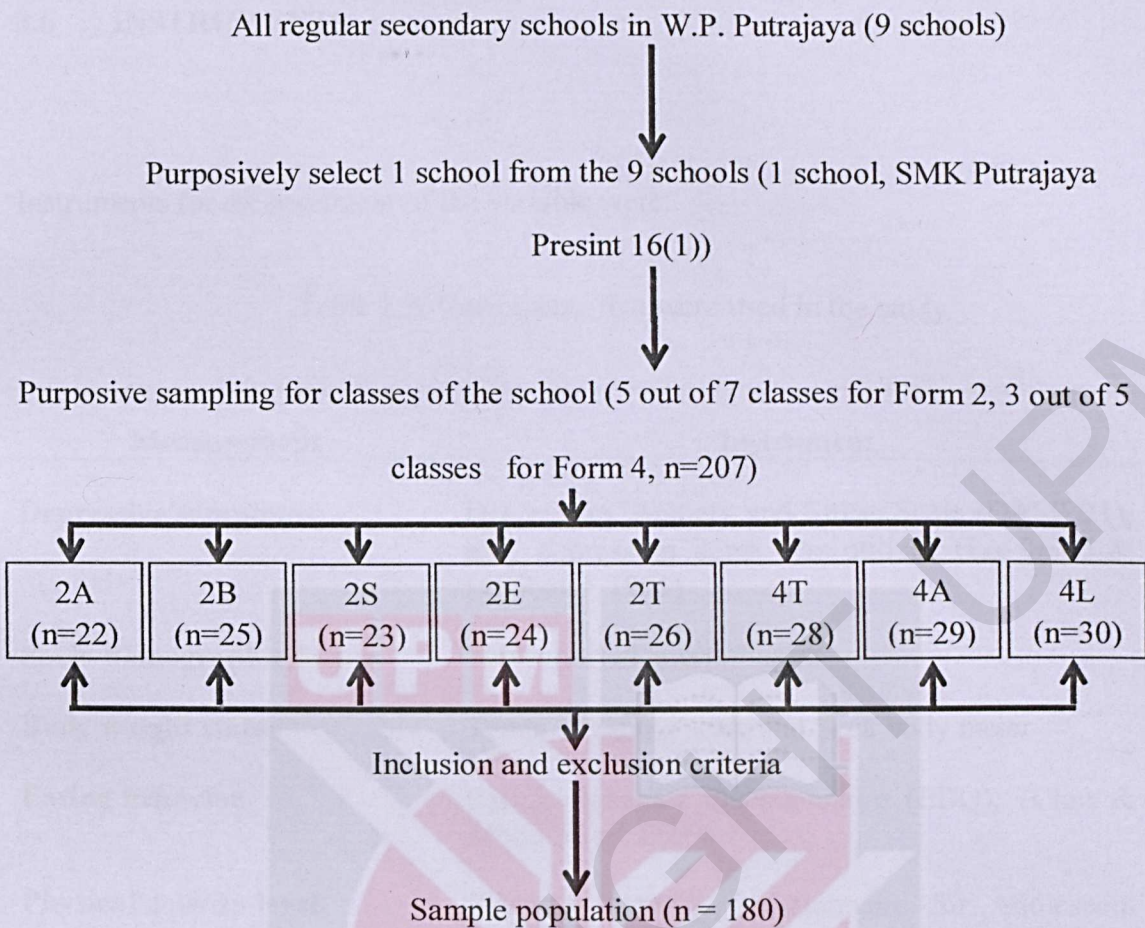 All regular secondary schools in W.P. Putrajaya (9 schools)
Purposively select 1 school from the 9 schools (1 school, SMK Putrajaya
Presint 16(1))
Purposive sampling for classes of the school (5 out of 7 classes for Form 2, 3 out of 5
classes for Form 4, n=207)
2A 2B 2S 2E 2T 4T 4A 4L
(n=22) (n=25) (n=23) (n=24) (n=26) (n=28) (n=29) (n=30)
Inclusion and exclusion criteria
Sample population (n = 180)
UPM
GHT UPM